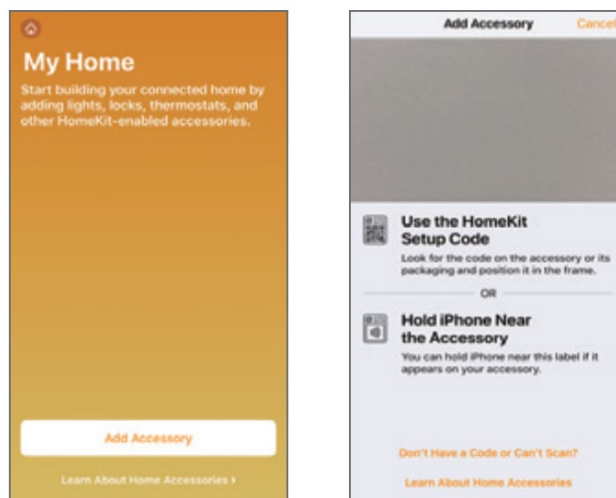 My Home
Start building your connected home by
adding lights, locks, thermostats, and
other HomeKit-enabled accessories.
Add Accessory
Learn About Home Accessories >
Add Accessory
Cancel
Use the HomeKit
Setup Code
Look for the code on the accessory or its
packaging and position it in the frame.
OR
Hold iPhone Near
the Accessory
You can hold iPhone near this label if it
appears on your accessory.
Don't Have a Code or Can't Scan?
Learn About Home Accessories